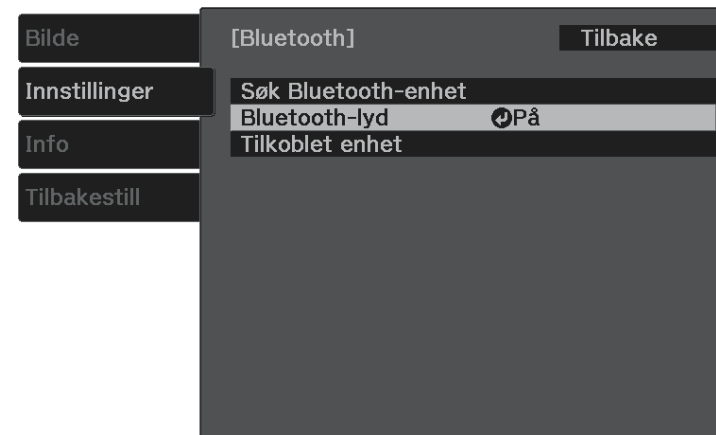 Bilde
Innstillinger
Info
Tilbakestill
[Bluetooth] Tilbake
Søk Bluetooth-enhet
Bluetooth-lyd På
Tilkoblet enhet